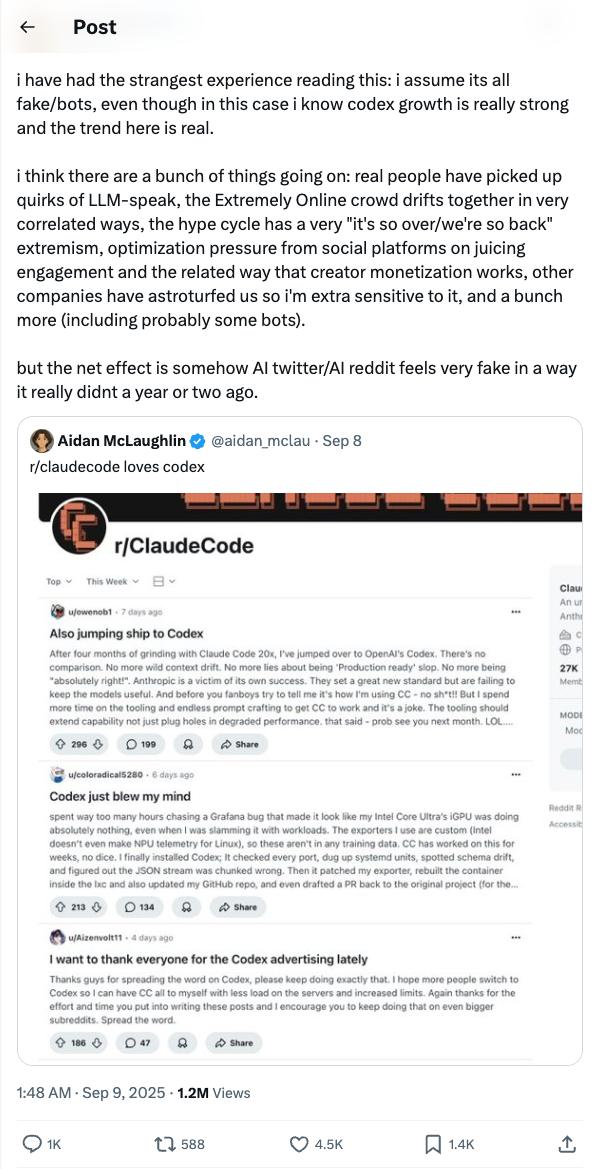 Post
i have had the strangest experience reading this: i assume its all
fake/bots, even though in this case i know codex growth is really strong
and the trend here is real.
i think there are a bunch of things going on: real people have picked up
quirks of LLM-speak, the Extremely Online crowd drifts together in very
correlated ways, the hype cycle has a very "it's so over/we're so back"
extremism, optimization pressure from social platforms on juicing
engagement and the related way that creator monetization works, other
companies have astroturfed us so i'm extra sensitive to it, and a bunch
more (including probably some bots).
but the net effect is somehow AI twitter/AI reddit feels very fake in a way
it really didnt a year or two ago.
Aidan McLaughlin @aidan_mclau · Sep 8
r/claudecode loves codex
r/ClaudeCode
Top This Week
u/owenob1 · 7 days ago
Also jumping ship to Codex
After four months of grinding with Claude Code 20x, I've jumped over to OpenAI's Codex. There's no
comparison. No more wild context drift. No more lies about being 'Production ready' slop. No more being
"absolutely right!". Anthropic is a victim of its own success. They set a great new standard but are failing to
keep the models useful. And before you fanboys try to tell me it's how I'm using CC - no sh*t!! But I spend
more time on the tooling and endless prompt crafting to get CC to work and it's a joke. The tooling should
extend capability not just plug holes in degraded performance. that said - prob see you next month. LOL....
296 199 Share
u/coloradical5280 · 6 days ago
Codex just blew my mind
spent way too many hours chasing a Grafana bug that made it look like my Intel Core Ultra's iGPU was doing
absolutely nothing, even when I was slamming it with workloads. The exporters I use are custom (Intel
doesn't even make NPU telemetry for Linux), so these aren't in any training data. CC has worked on this for
weeks, no dice. I finally installed Codex; It checked every port, dug up systemd units, spotted schema drift,
and figured out the JSON stream was chunked wrong. Then it patched my exporter, rebuilt the container
inside the lxc and also updated my GitHub repo, and even drafted a PR back to the original project (for the...
213 134 Share
u/Aizenvolt11 · 4 days ago
I want to thank everyone for the Codex advertising lately
Thanks guys for spreading the word on Codex, please keep doing exactly that. I hope more people switch to
Codex so I can have CC all to myself with less load on the servers and increased limits. Again thanks for the
effort and time you put into writing these posts and I encourage you to keep doing that on even bigger
subreddits. Spread the word.
186 47 Share
Clau
An ur
Anthr
C
P
27K
Memb
MODE
Moc
Reddit R
Accessib
1:48 AM · Sep 9, 2025 · 1.2M Views
1K 588 4.5K 1.4K